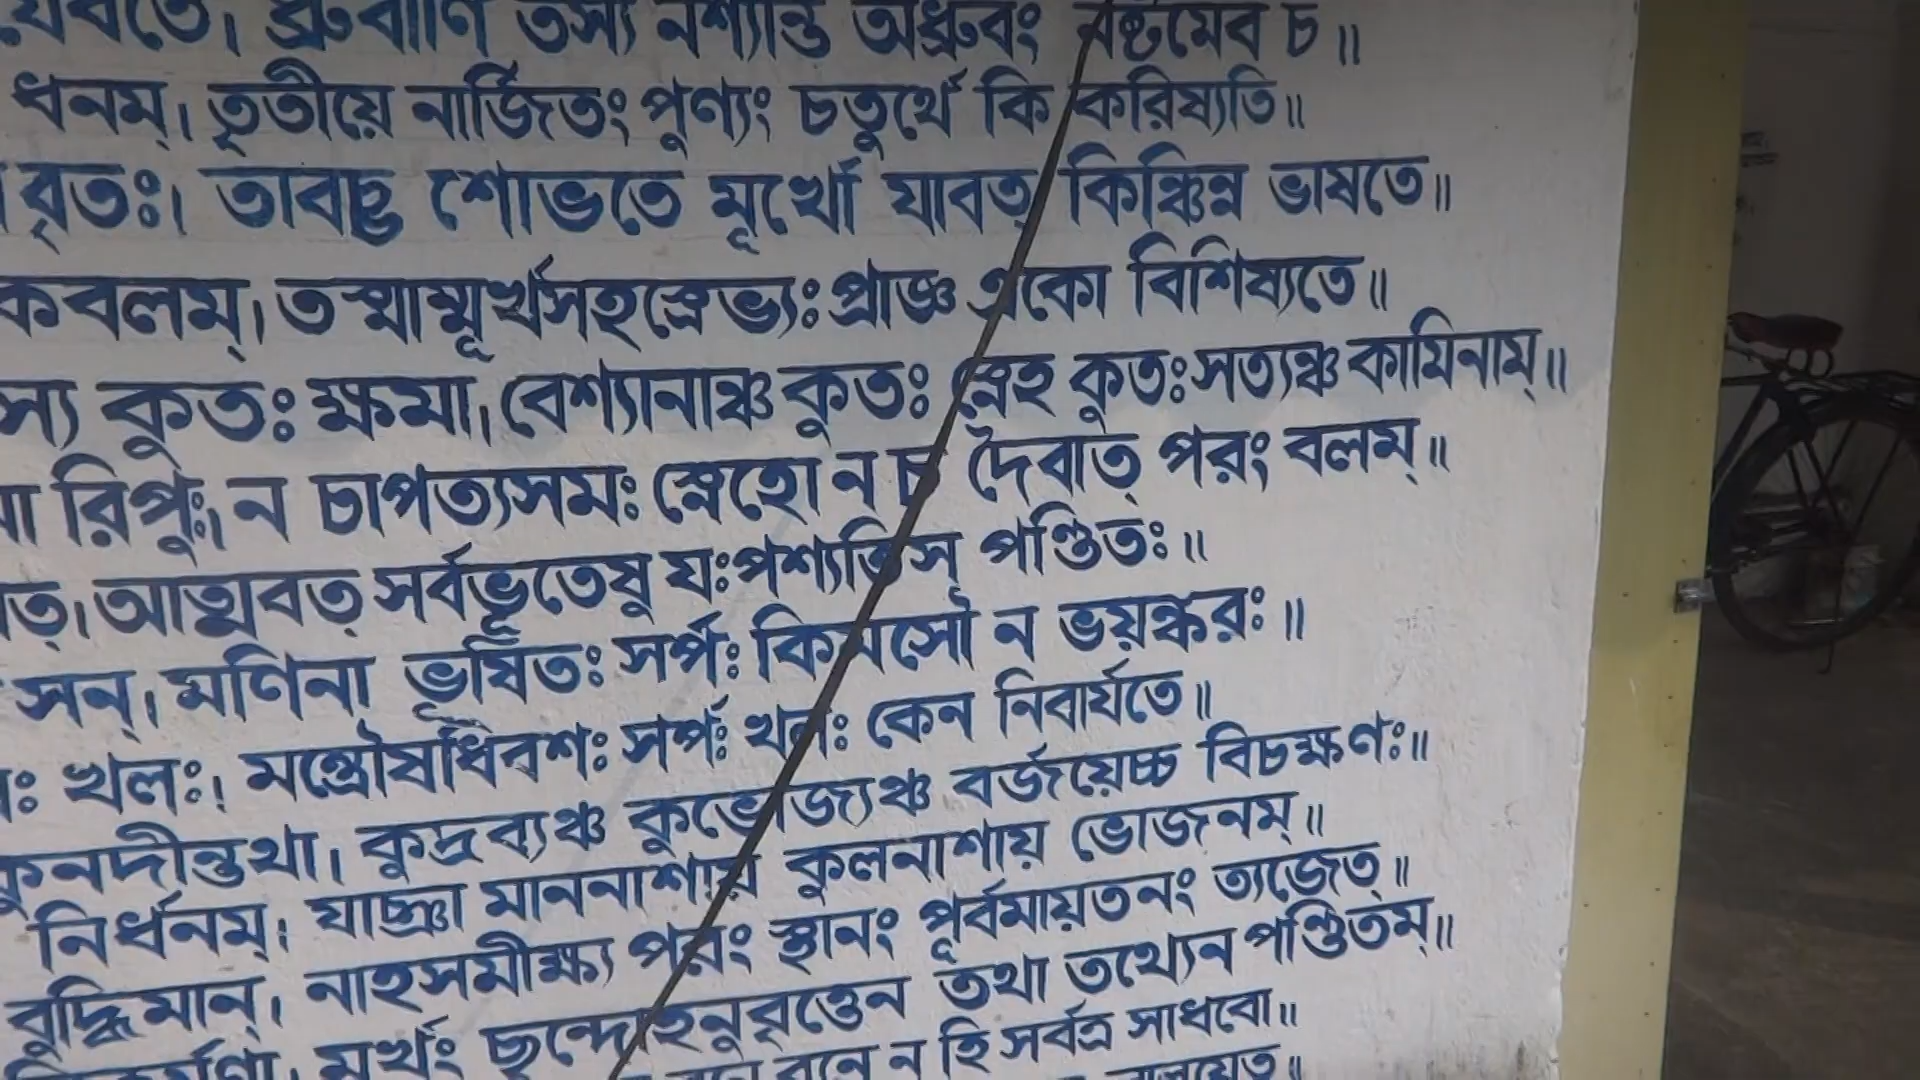 ধ্রুবাণি তস্য নশ্যন্তি অধ্রুবং নষ্টমেব চ॥
ধনম্। তৃতীয়ে নার্জিতং পুণ্যং চতুর্থে কি করিষ্যতি॥
বৃতঃ। তাবচ্চ শোভতে মূর্খো যাবত্ কিঞ্চিন্ন ভাষতে॥
কবলম্। তস্মান্মূর্খসহস্রেভ্যঃ প্রাজ্ঞ একো বিশিষ্যতে॥
স্য কুতঃ ক্ষমা। বেশ্যানাঞ্চ কুতঃ স্নেহ কুতঃ সত্যঞ্চ কামিনাম্॥
রিপুঃ। ন চাপত্যসমঃ স্নেহো ন চ দৈবাত্ পরং বলম্॥
ত্। আত্মবত্ সর্বভূতেষু যঃ পশ্যতি স পণ্ডিতঃ॥
সন্। মণিনা ভূষিতঃ সর্পঃ কিমসৌ ন ভয়ঙ্করঃ॥
খলঃ। মন্ত্রৌষধিবশঃ সর্পঃ খলঃ কেন নিবার্যতে॥
কুনদীন্তথা। কুদ্রব্যঞ্চ কুভোজ্যঞ্চ বর্জয়েচ্চ বিচক্ষণঃ॥
নির্ধনম্। যাচ্ঞা মাননাশায় কুলনাশায় ভোজনম্॥
বুদ্ধিমান্। নাহসমীক্ষ্য পরং স্থানং পূর্বমায়তনং ত্যজেত্॥
মূর্খং ছন্দোহনুবৃত্তেন তথা তথ্যেন পণ্ডিতম্॥
ন হি সর্বত্র সাধবো॥